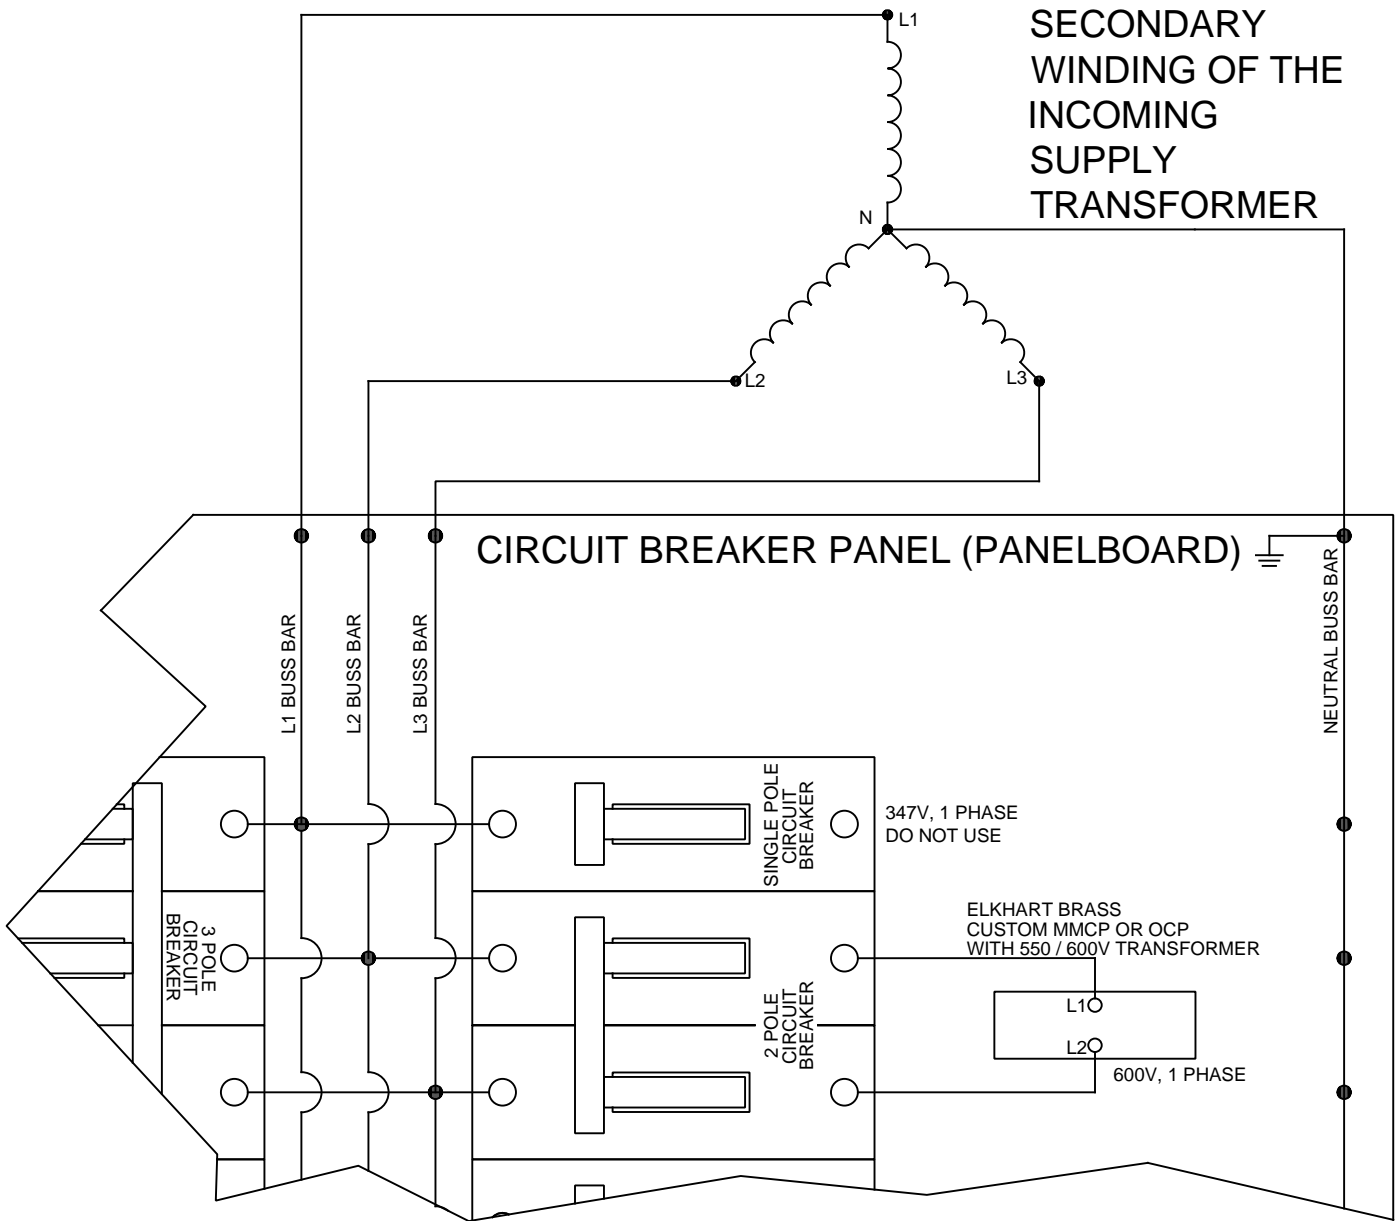 L1
SECONDARY
WINDING OF THE
INCOMING
SUPPLY
TRANSFORMER
N
L2
L3
CIRCUIT BREAKER PANEL (PANELBOARD)
L1 BUSS BAR
L2 BUSS BAR
L3 BUSS BAR
NEUTRAL BUSS BAR
SINGLE POLE
CIRCUIT
BREAKER
347V, 1 PHASE
DO NOT USE
3 POLE
CIRCUIT
BREAKER
ELKHART BRASS
CUSTOM MMCP OR OCP
WITH 550 / 600V TRANSFORMER
2 POLE
CIRCUIT
BREAKER
L1
L2
600V, 1 PHASE